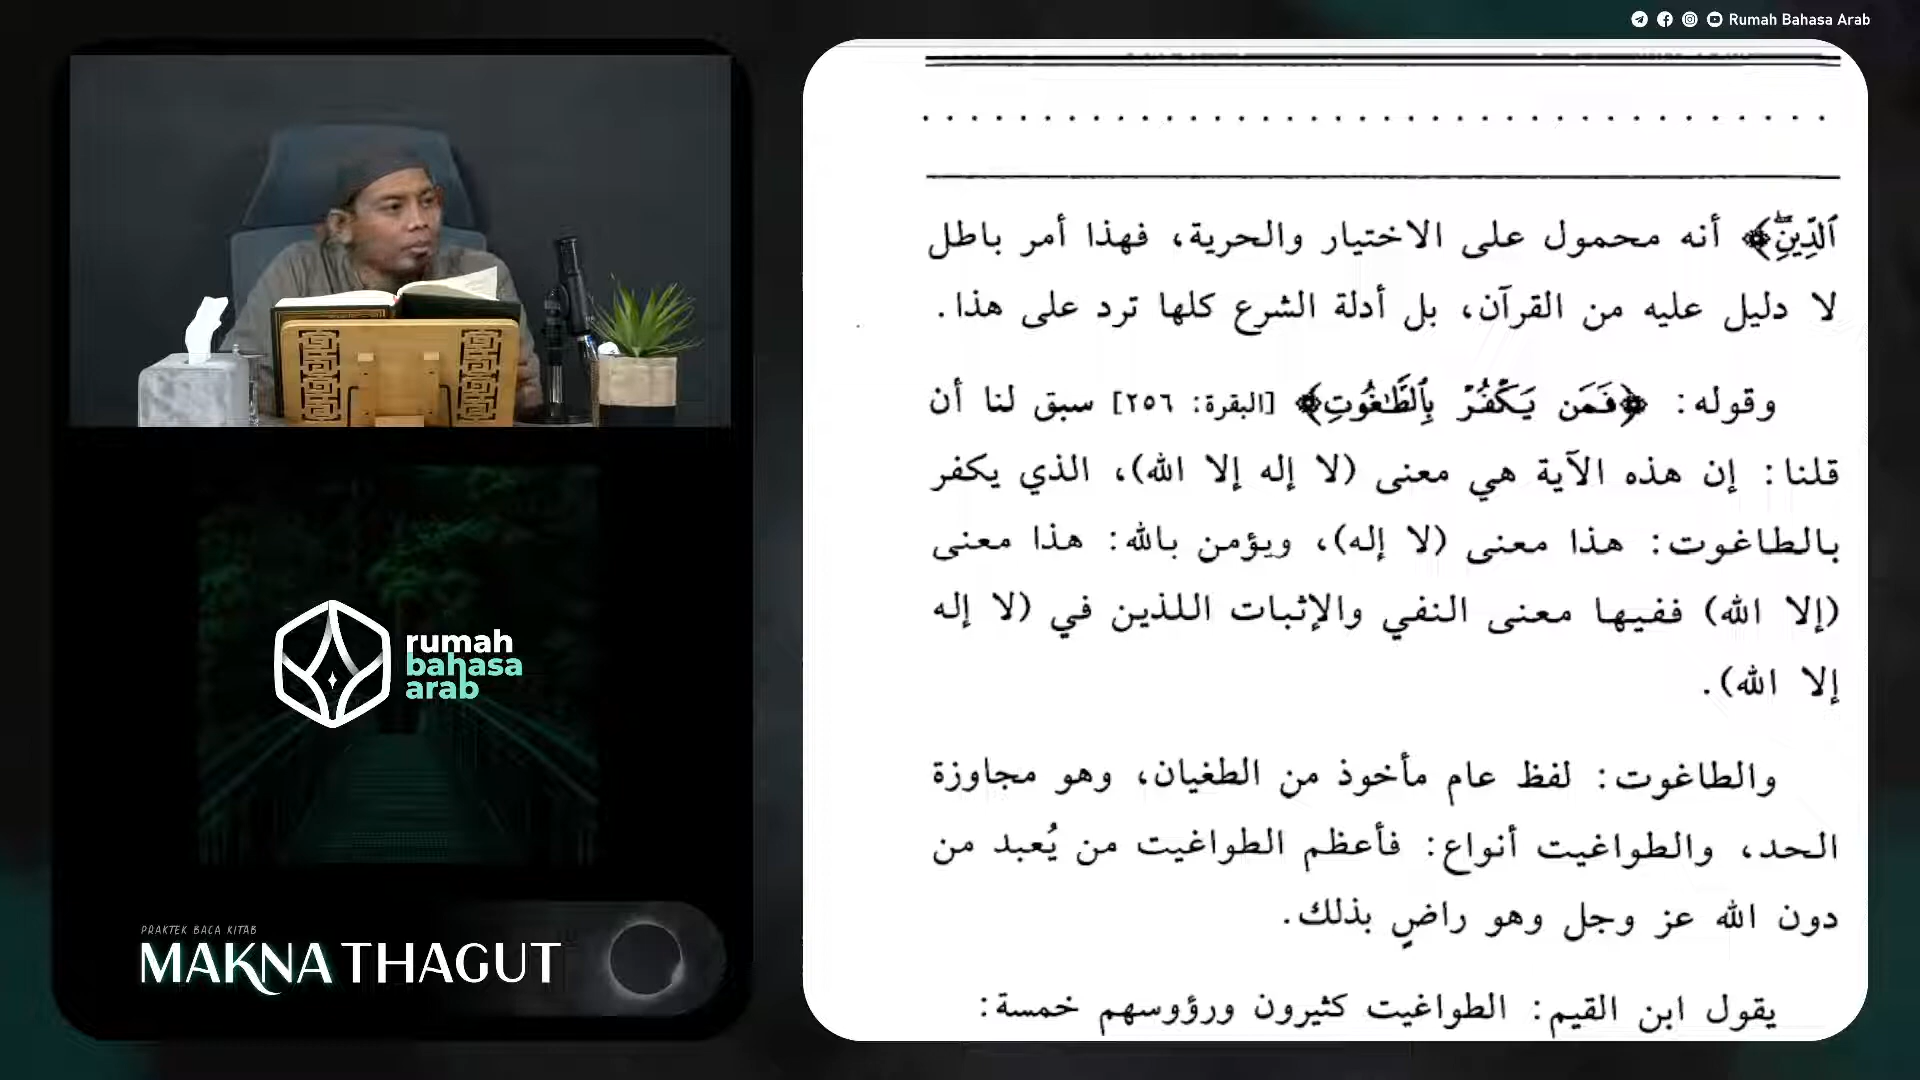 Rumah Bahasa Arab
ٱلدِّينِۖ﴾ أنه محمول على الاختيار والحرية، فهذا أمر باطل
لا دليل عليه من القرآن، بل أدلة الشرع كلها ترد على هذا.
وقوله: ﴿فَمَن يَكۡفُرۡ بِٱلطَّٰغُوتِ﴾ [البقرة: ٢٥٦] سبق لنا أن
قلنا: إن هذه الآية هي معنى (لا إله إلا الله)، الذي يكفر
بالطاغوت: هذا معنى (لا إله)، ويؤمن بالله: هذا معنى
(إلا الله) ففيها معنى النفي والإثبات اللذين في (لا إله
إلا الله).
والطاغوت: لفظ عام مأخوذ من الطغيان، وهو مجاوزة
الحد، والطواغيت أنواع: فأعظم الطواغيت من يُعبد من
دون الله عز وجل وهو راضٍ بذلك.
يقول ابن القيم: الطواغيت كثيرون ورؤوسهم خمسة:
rumah
bahasa
arab
PRAKTEK BACA KITAB
MAKNA THAGUT